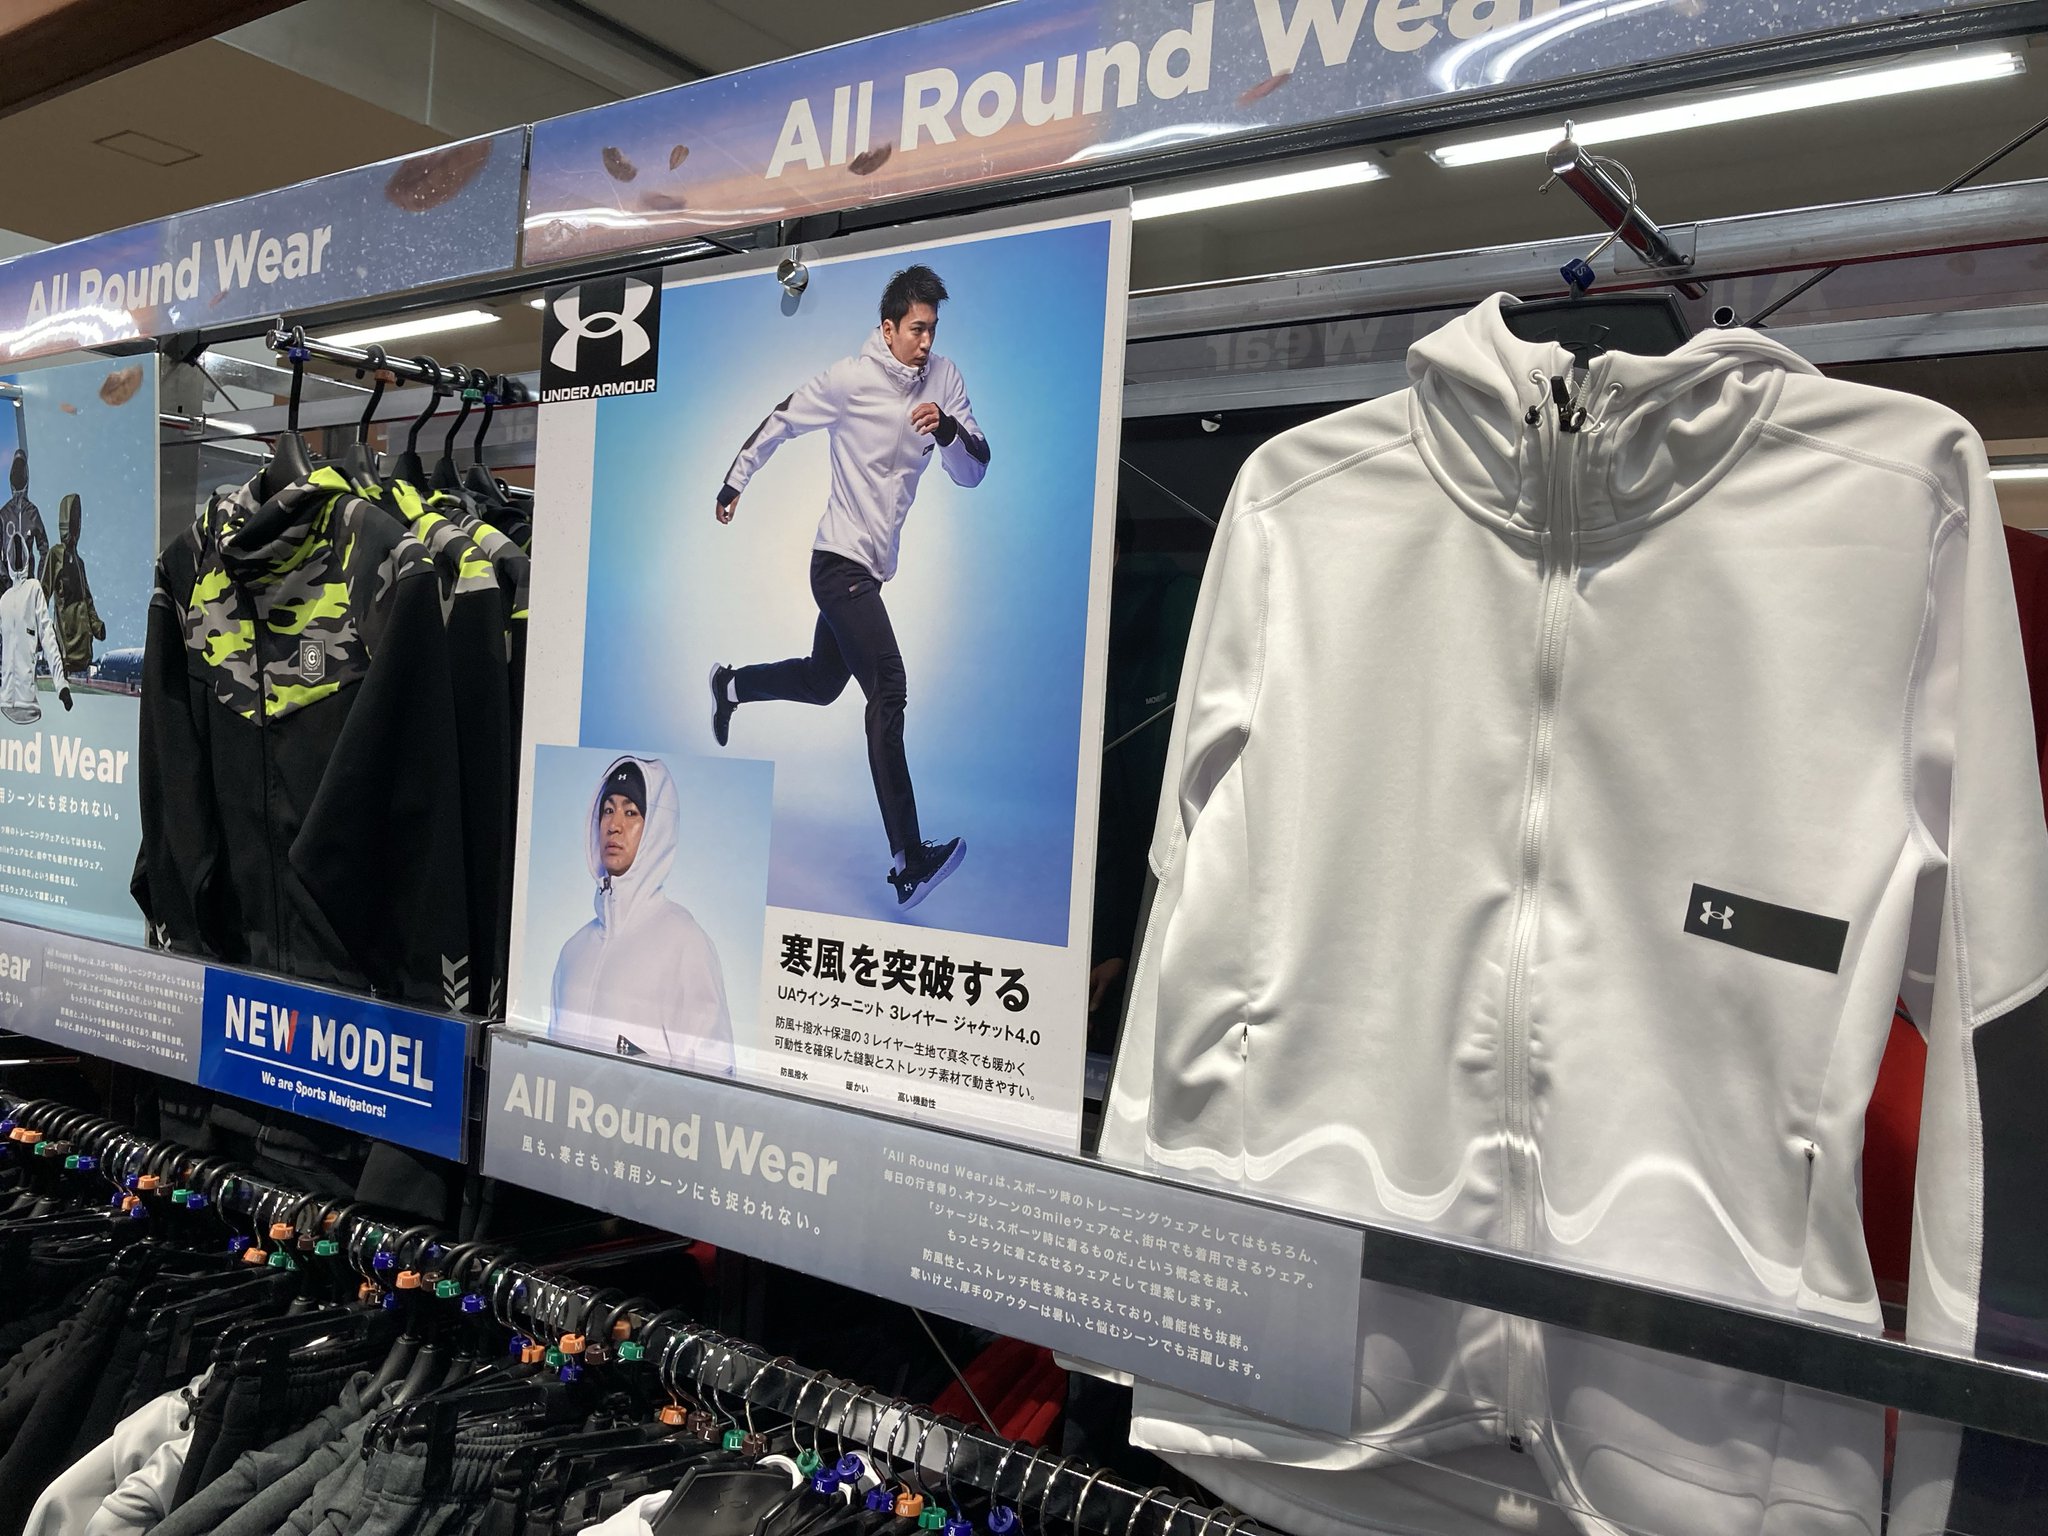 All Round Wear
All Round Wear
UNDER ARMOUR
und Wear
用シーンにも捉われない。
NEW MODEL
We are Sports Navigators!
寒風を突破する
UAウインターニット 3レイヤー ジャケット4.0
防風+撥水+保温の3レイヤー生地で真冬でも暖かく
可動性を確保した縫製とストレッチ素材で動きやすい。
防風撥水
暖かい
高い機動性
All Round Wear
風も、寒さも、着用シーンにも捉われない。
「All Round Wear」は、スポーツ時のトレーニングウェアとしてはもちろん、
毎日の行き帰り、オフシーンの3mileウェアなど、街中でも着用できるウェア。
「ジャージは、スポーツ時に着るものだ」という概念を超え、
もっとラクに着こなせるウェアとして提案します。
防風性と、ストレッチ性を兼ねそろえており、機能性も抜群。
寒いけど、厚手のアウターは暑い、と悩むシーンでも活躍します。